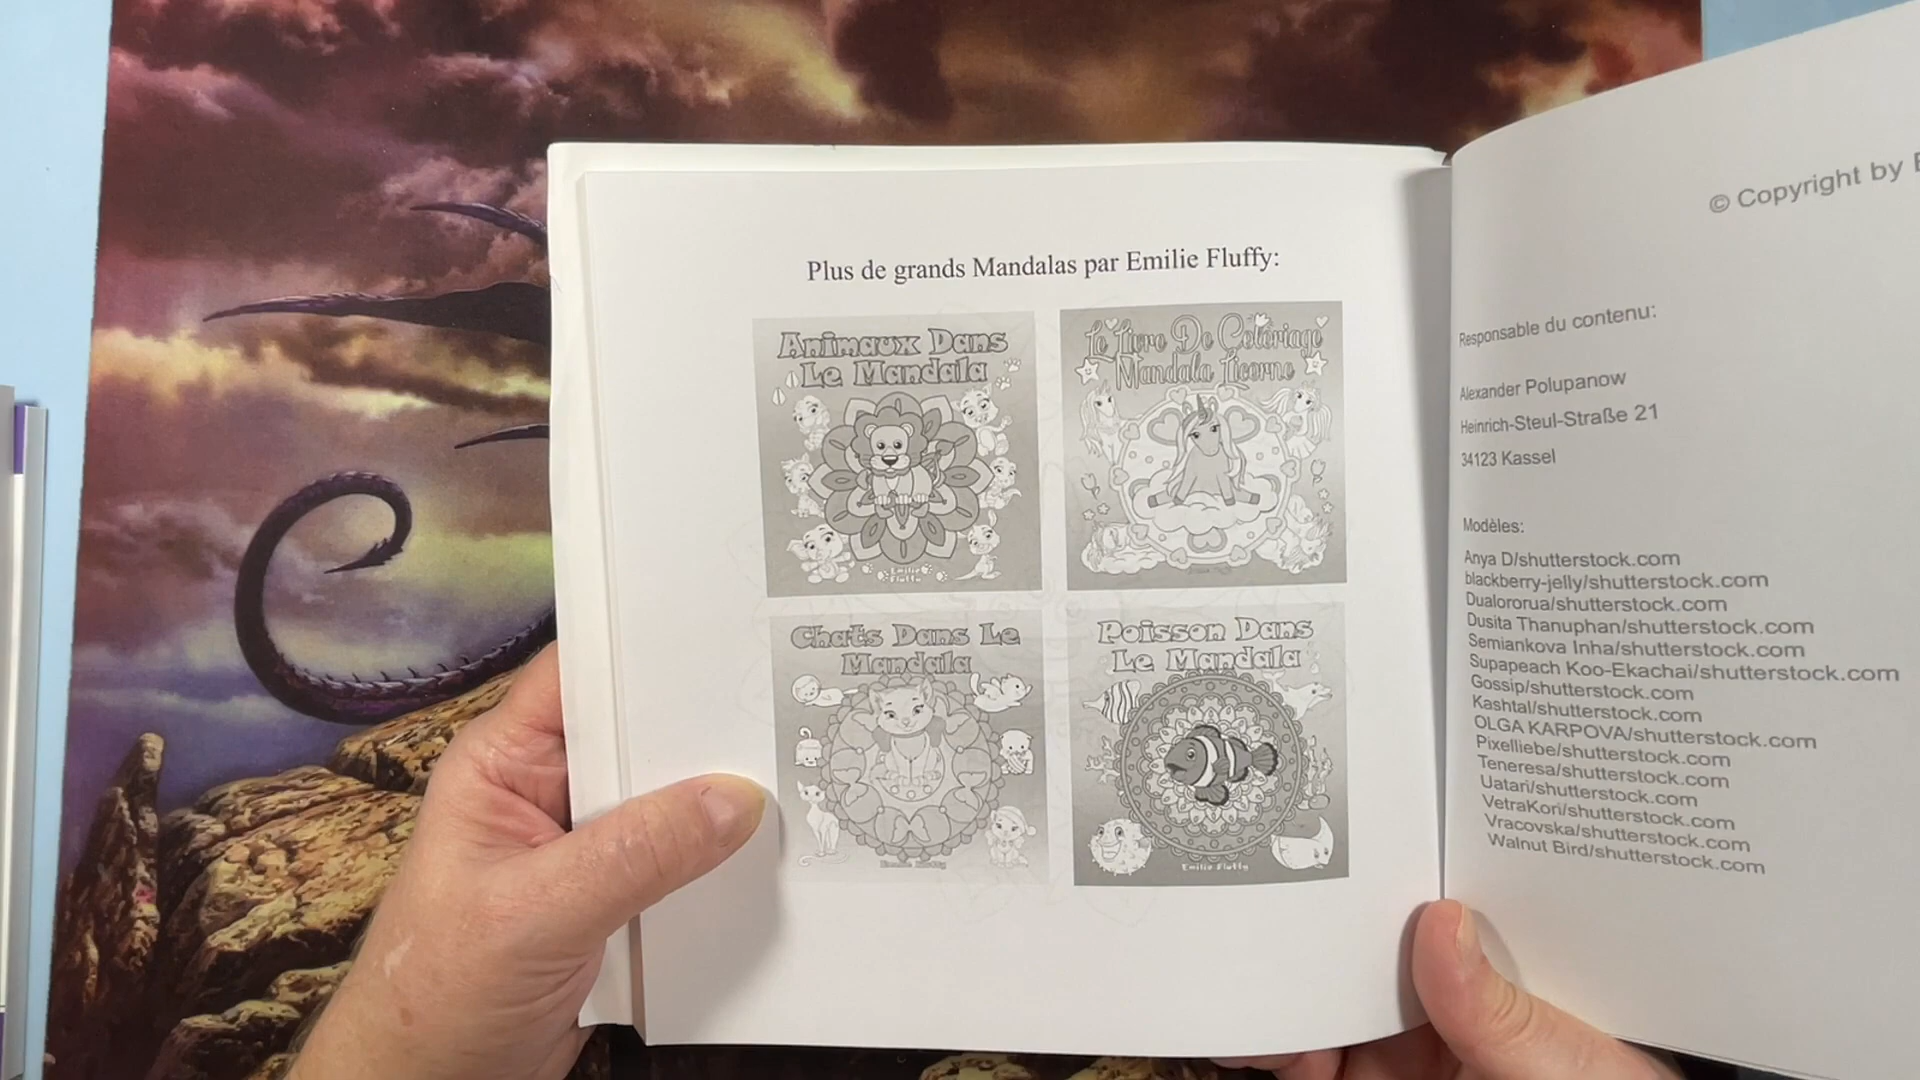 Plus de grands Mandalas par Emilie Fluffy:
Animaux Dans
Le Mandala
Emilie
Fluffy
Le Livre De Coloriage
Mandala Licorne
Chats Dans Le
Mandala
Poisson Dans
Le Mandala
Emilie Fluffy
© Copyright by
Responsable du contenu:
Alexander Polupanow
Heinrich-Steul-Straße 21
34123 Kassel
Modèles:
Anya D/shutterstock.com
blackberry-jelly/shutterstock.com
Dualororua/shutterstock.com
Dusita Thanuphan/shutterstock.com
Semiankova Inha/shutterstock.com
Supapeach Koo-Ekachai/shutterstock.com
Gossip/shutterstock.com
Kashtal/shutterstock.com
OLGA KARPOVA/shutterstock.com
Pixelliebe/shutterstock.com
Teneresa/shutterstock.com
Uatari/shutterstock.com
VetraKori/shutterstock.com
Vracovska/shutterstock.com
Walnut Bird/shutterstock.com